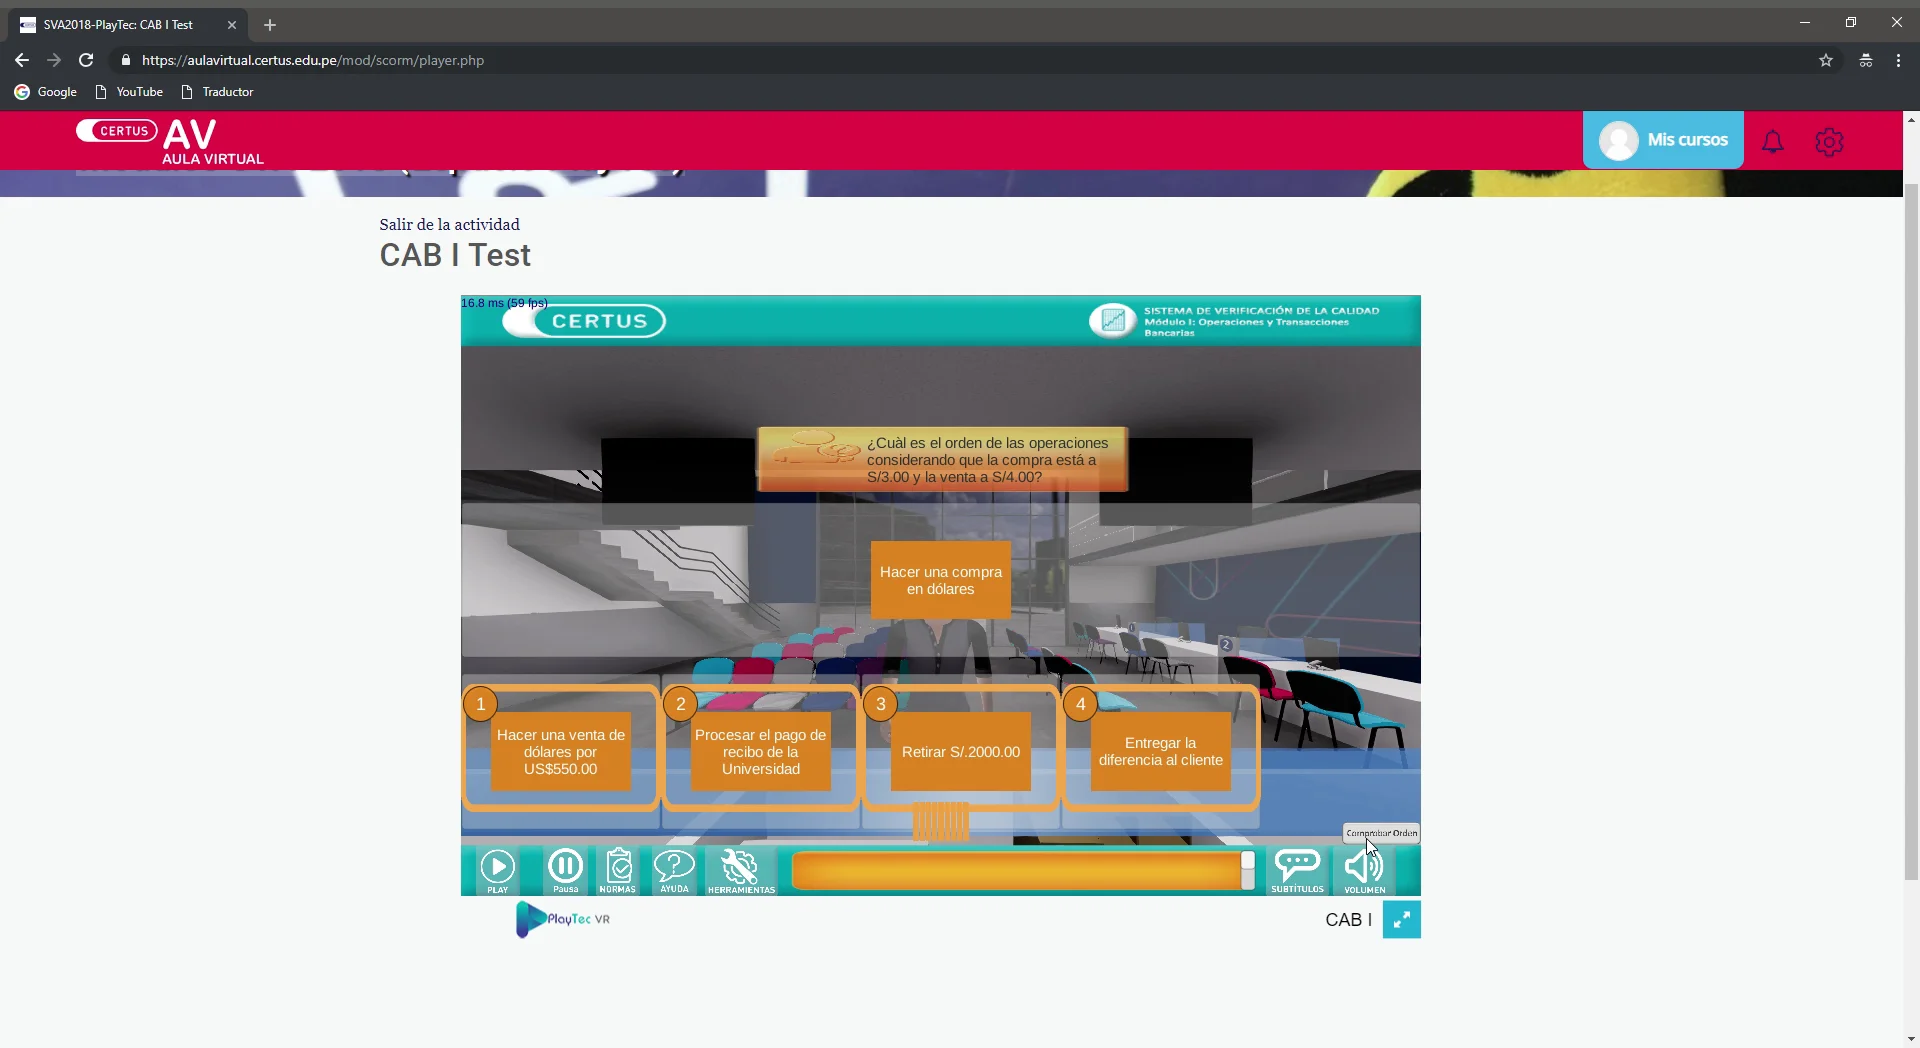 SVA2018-PlayTec: CAB I Test
https://aulavirtual.certus.edu.pe/mod/scorm/player.php
Google
YouTube
Traductor
CERTUS
AV
AULA VIRTUAL
Mis cursos
Salir de la actividad
CAB I Test
16.8 ms (59 fps)
CERTUS
SISTEMA DE VERIFICACIÓN DE LA CALIDAD
Módulo I: Operaciones y Transacciones
Bancarias
¿Cuàl es el orden de las operaciones
considerando que la compra está a
S/3.00 y la venta a S/4.00?
Hacer una compra
en dólares
2
1
Hacer una venta de
dólares por
US$550.00
2
Procesar el pago de
recibo de la
Universidad
3
Retirar S/.2000.00
4
Entregar la
diferencia al cliente
Comprobar Orden
PLAY
Pausa
NORMAS
AYUDA
HERRAMIENTAS
SUBTÍTULOS
VOLUMEN
PlayTec VR
CAB I